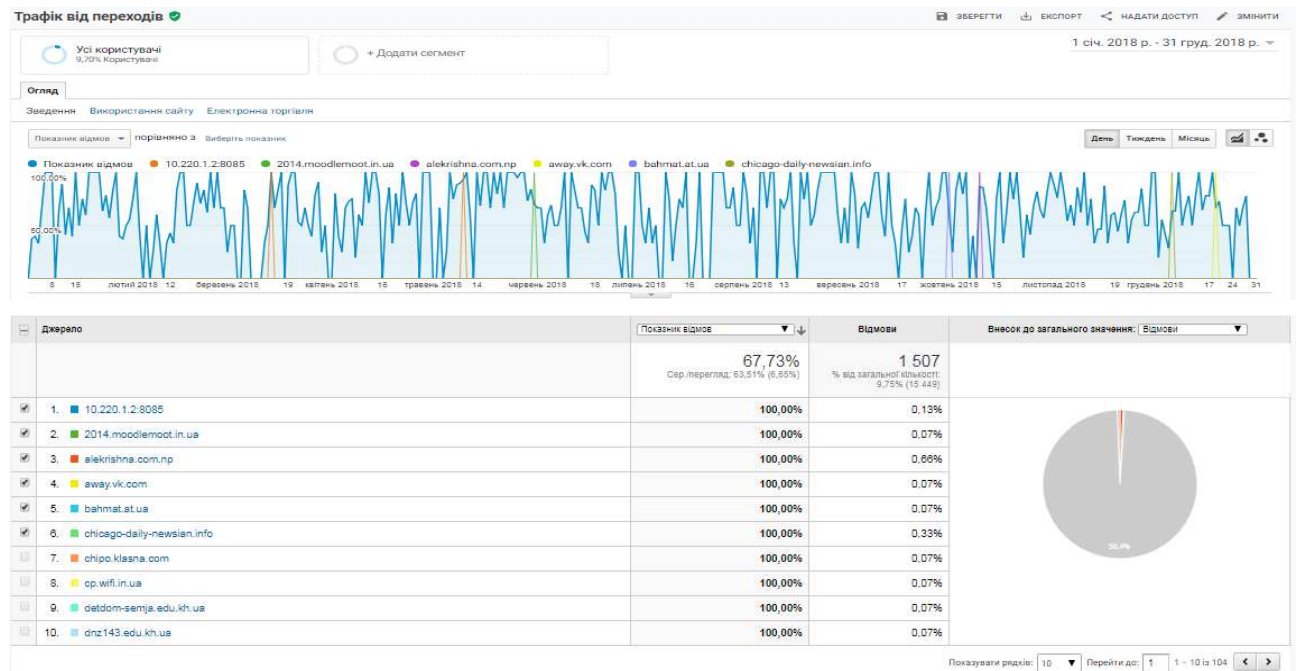 Трафік від переходів
ЗБЕРЕГТИ ЕКСПОРТ НАДАТИ ДОСТУП ЗМІНИТИ
1 січ. 2018 р. - 31 груд. 2018 р.
Усі користувачі
9,70% Користувачі
+ Додати сегмент
Огляд
Зведення Використання сайту Електронна торгівля
Показник відмов порівняно з Виберіть показник
День Тиждень Місяць
Показник відмов 10.220.1.2:8085 2014.moodlemoot.in.ua alekrishna.com.np away.vk.com bahmat.at.ua chicago-daily-newsian.info
100,00%
50,00%
8 15 лютий 2018 12 березень 2018 19 квітень 2018 16 травень 2018 14 червень 2018 18 липень 2018 16 серпень 2018 13 вересень 2018 17 жовтень 2018 15 листопад 2018 19 грудень 2018 17 24 31
Джерело Показник відмов Відмови Внесок до загального значення: Відмови
67,73% 1 507
Сер./перегляд: 63,51% (6,65%) % від загальної кількості:
9,75% (15 449)
1. 10.220.1.2:8085 100,00% 0,13%
2. 2014.moodlemoot.in.ua 100,00% 0,07%
3. alekrishna.com.np 100,00% 0,66%
4. away.vk.com 100,00% 0,07%
5. bahmat.at.ua 100,00% 0,07%
6. chicago-daily-newsian.info 100,00% 0,33%
7. chipo.klasna.com 100,00% 0,07%
8. cp.wifi.in.ua 100,00% 0,07%
9. detdom-semja.edu.kh.ua 100,00% 0,07%
10. dnz143.edu.kh.ua 100,00% 0,07%
Показувати рядків: 10 Перейти до: 1 1 - 10 із 104